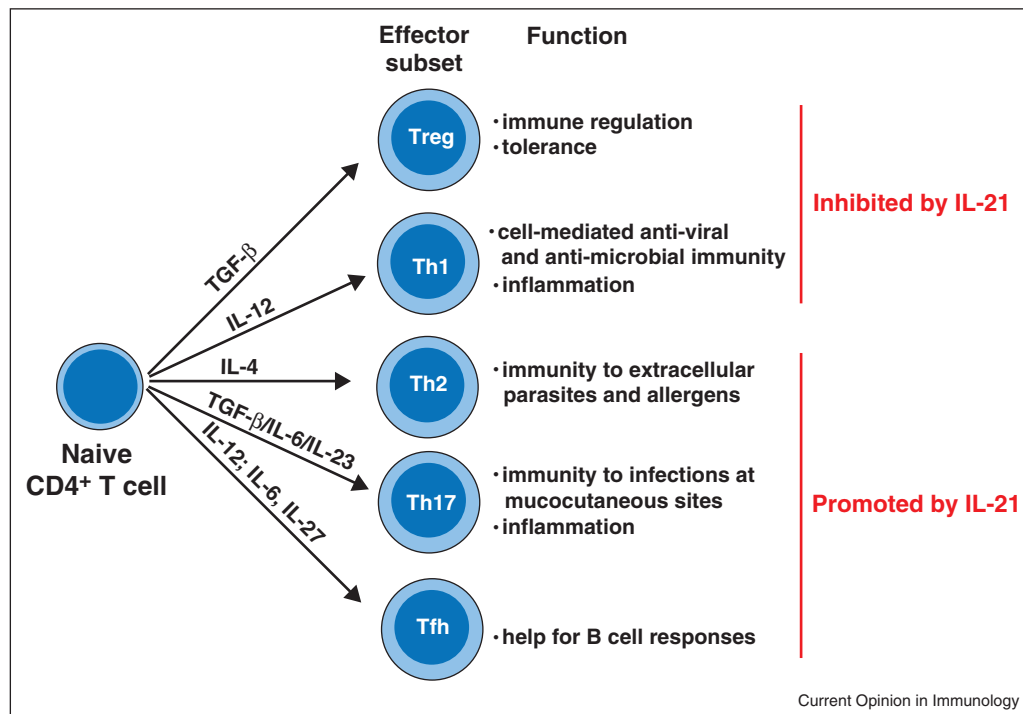 Effector
subset
Function
Treg
· immune regulation
· tolerance
Inhibited by IL-21
TGF-β
Th1
· cell-mediated anti-viral
and anti-microbial immunity
· inflammation
IL-12
IL-4
Th2
· immunity to extracellular
parasites and allergens
Naive
CD4⁺ T cell
TGF-β/IL-6/IL-23
Th17
· immunity to infections at
mucocutaneous sites
· inflammation
Promoted by IL-21
IL-12; IL-6, IL-27
Tfh
· help for B cell responses
Current Opinion in Immunology